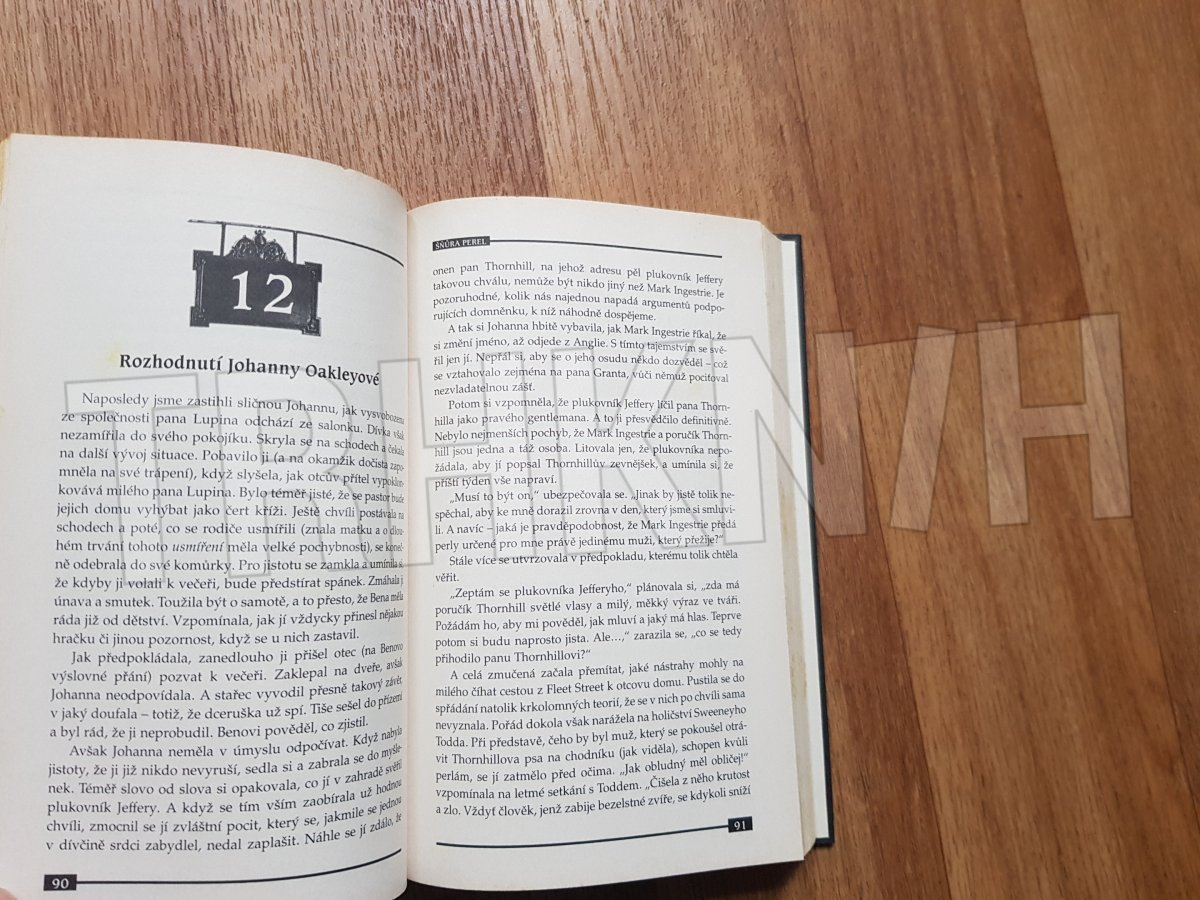 12
Rozhodnutí Johanny Oakleyové
Naposledy jsme zastihli sličnou Johannu, jak vysvobozena
ze společnosti pana Lupina odchází ze salonku. Dívka však
nezamířila do svého pokojíku. Skryla se na schodech a čekala
na další vývoj situace. Pobavilo ji (a na okamžik dočista zapo-
mněla na své trápení), když slyšela, jak otcův přítel vypoklon-
kovává milého pana Lupina. Bylo téměř jisté, že se pastor bude
jejich domu vyhýbat jako čert kříži. Ještě chvíli postávala na
schodech a poté, co se rodiče usmířili (znala matku a o dlou-
hém trvání tohoto usmíření měla velké pochybnosti), se koneč-
ně odebrala do své komůrky. Pro jistotu se zamkla a umínila si,
že kdyby ji volali k večeři, bude předstírat spánek. Zmáhala ji
únava a smutek. Toužila být o samotě, a to přesto, že Bena měla
ráda již od dětství. Vzpomínala, jak jí vždycky přinesl nějakou
hračku či jinou pozornost, když se u nich zastavil.
Jak předpokládala, zanedlouho ji přišel otec (na Benovo
výslovné přání) pozvat k večeři. Zaklepal na dveře, avšak
Johanna neodpovídala. A stařec vyvodil přesně takový závěr,
v jaký doufala – totiž, že dceruška už spí. Tiše sešel do přízemí
a byl rád, že ji neprobudil. Benovi pověděl, co zjistil.
Avšak Johanna neměla v úmyslu odpočívat. Když nabyla
jistoty, že ji již nikdo nevyruší, sedla si a zabrala se do myšle-
nek. Téměř slovo od slova si opakovala, co jí v zahradě svěřil
plukovník Jeffery. A když se tím vším zaobírala už hodnou
chvíli, zmocnil se jí zvláštní pocit, který se, jakmile se jednou
v dívčině srdci zabydlel, nedal zaplašit. Náhle se jí zdálo, že
90
ŠŇŮRA PEREL
onen pan Thornhill, na jehož adresu pěl plukovník Jeffery
takovou chválu, nemůže být nikdo jiný než Mark Ingestrie. Je
pozoruhodné, kolik nás najednou napadá argumentů podpo-
rujících domněnku, k níž náhodně dospějeme.
A tak si Johanna hbitě vybavila, jak Mark Ingestrie říkal, že
si změní jméno, až odjede z Anglie. S tímto tajemstvím se svě-
řil jen jí. Nepřál si, aby se o jeho osudu někdo dozvěděl – což
se vztahovalo zejména na pana Granta, vůči němuž pociťoval
nezvladatelnou zášť.
Potom si vzpomněla, že plukovník Jeffery líčil pana Thorn-
hilla jako pravého gentlemana. A to ji přesvědčilo definitivně.
Nebylo nejmenších pochyb, že Mark Ingestrie a poručík Thorn-
hill jsou jedna a táž osoba. Litovala jen, že plukovníka nepo-
žádala, aby jí popsal Thornhillův zevnějšek, a umínila si, že
příští týden vše napraví.
„Musí to být on,“ ubezpečovala se. „Jinak by jistě tolik ne-
spěchal, aby ke mně dorazil zrovna v den, který jsme si smluvi-
li. A navíc – jaká je pravděpodobnost, že Mark Ingestrie předá
perly určené pro mne právě jedinému muži, který přežije?“
Stále více se utvrzovala v předpokladu, kterému tolik chtěla
věřit.
„Zeptám se plukovníka Jefferyho,“ plánovala si, „zda má
poručík Thornhill světlé vlasy a milý, měkký výraz ve tváři.
Požádám ho, aby mi pověděl, jak mluví a jaký má hlas. Teprve
potom si budu naprosto jista. Ale…,“ zarazila se, „co se tedy
přihodilo panu Thornhillovi?“
A celá zmučená začala přemítat, jaké nástrahy mohly na
milého číhat cestou z Fleet Street k otcovu domu. Pustila se do
spřádání natolik krkolomných teorií, že se v nich po chvíli sama
nevyznala. Pořád dokola však narážela na holičství Sweeneyho
Todda. Při představě, čeho by byl muž, který se pokoušel otrá-
vit Thornhillova psa na chodníku (jak viděla), schopen kvůli
perlám, se jí zatmělo před očima. „Jak obludný měl obličej!“
vzpomínala na letmé setkání s Toddem. „Čišela z něho krutost
a zlo. Vždyť člověk, jenž zabije bezelstné zvíře, se kdykoli sníží
91
TRHKNVH